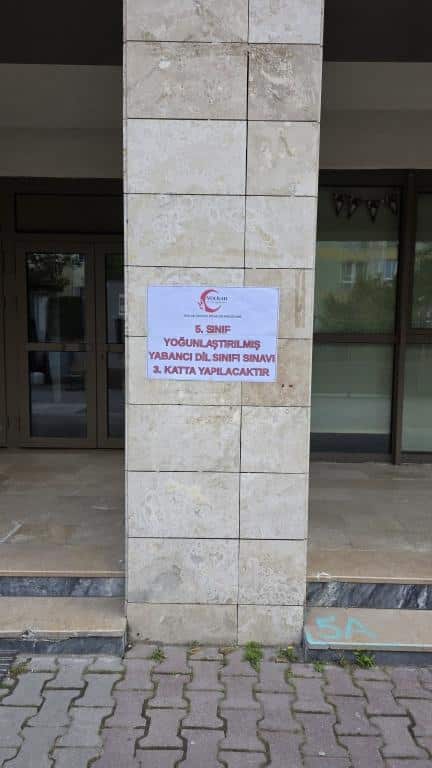 5. SINIF
YOĞUNLAŞTIRILMIŞ
YABANCI DİL SINIFI SINAVI
3. KATTA YAPILACAKTIR
5A